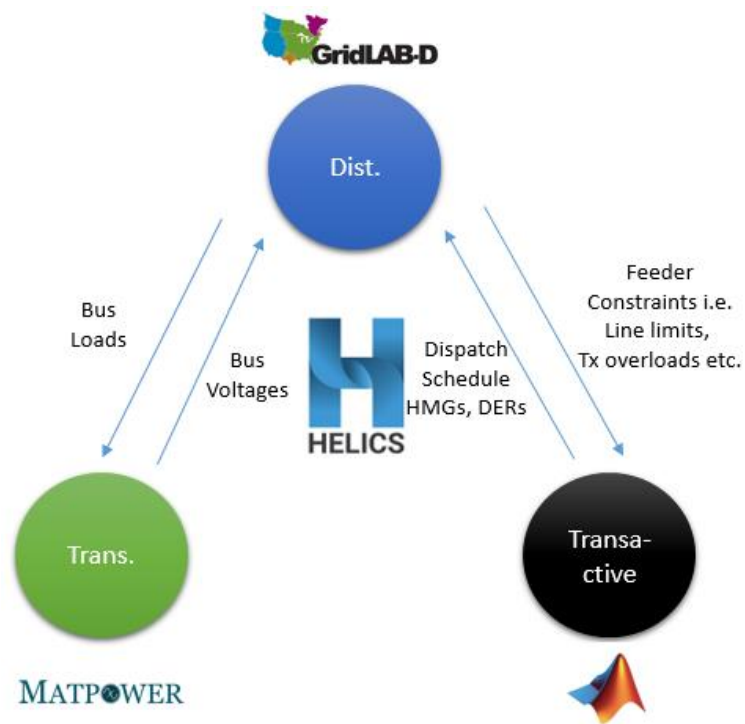 GridLAB-D
Dist.
Bus
Loads
Bus
Voltages
HELICS
Dispatch
Schedule
HMGs, DERs
Feeder
Constraints i.e.
Line limits,
Tx overloads etc.
Trans.
Transa-
ctive
MATPOWER